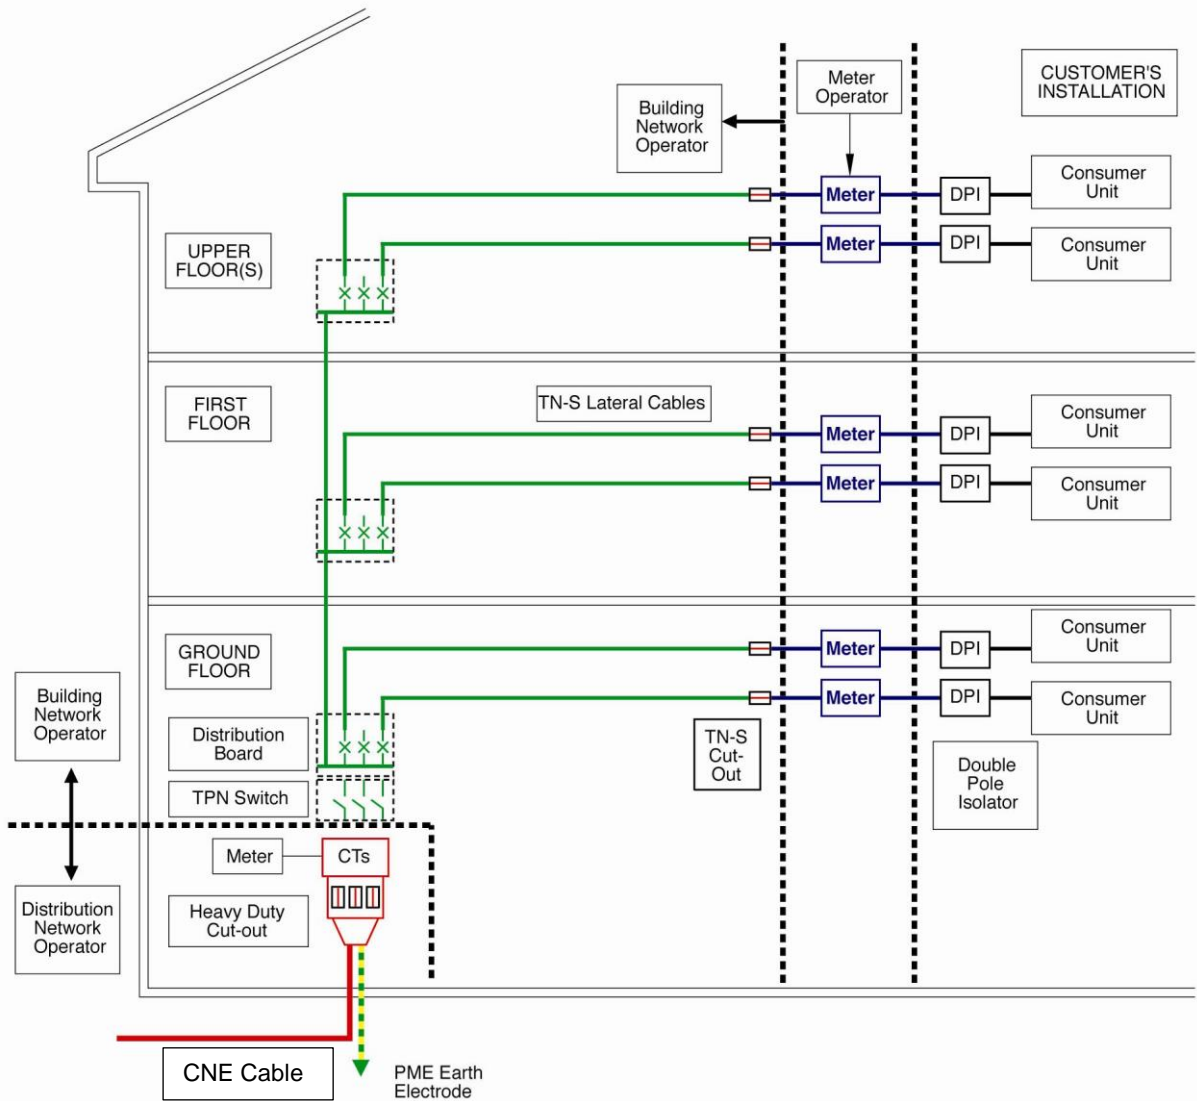 CUSTOMER'S
INSTALLATION
Meter
Operator
Building
Network
Operator
Meter
DPI
Consumer
Unit
UPPER
FLOOR(S)
Meter
DPI
Consumer
Unit
FIRST
FLOOR
TN-S Lateral Cables
Meter
DPI
Consumer
Unit
Meter
DPI
Consumer
Unit
GROUND
FLOOR
Meter
DPI
Consumer
Unit
Meter
DPI
Consumer
Unit
Building
Network
Operator
Distribution
Board
TN-S
Cut-
Out
Double
Pole
Isolator
TPN Switch
Meter
CTs
Distribution
Network
Operator
Heavy Duty
Cut-out
CNE Cable
PME Earth
Electrode